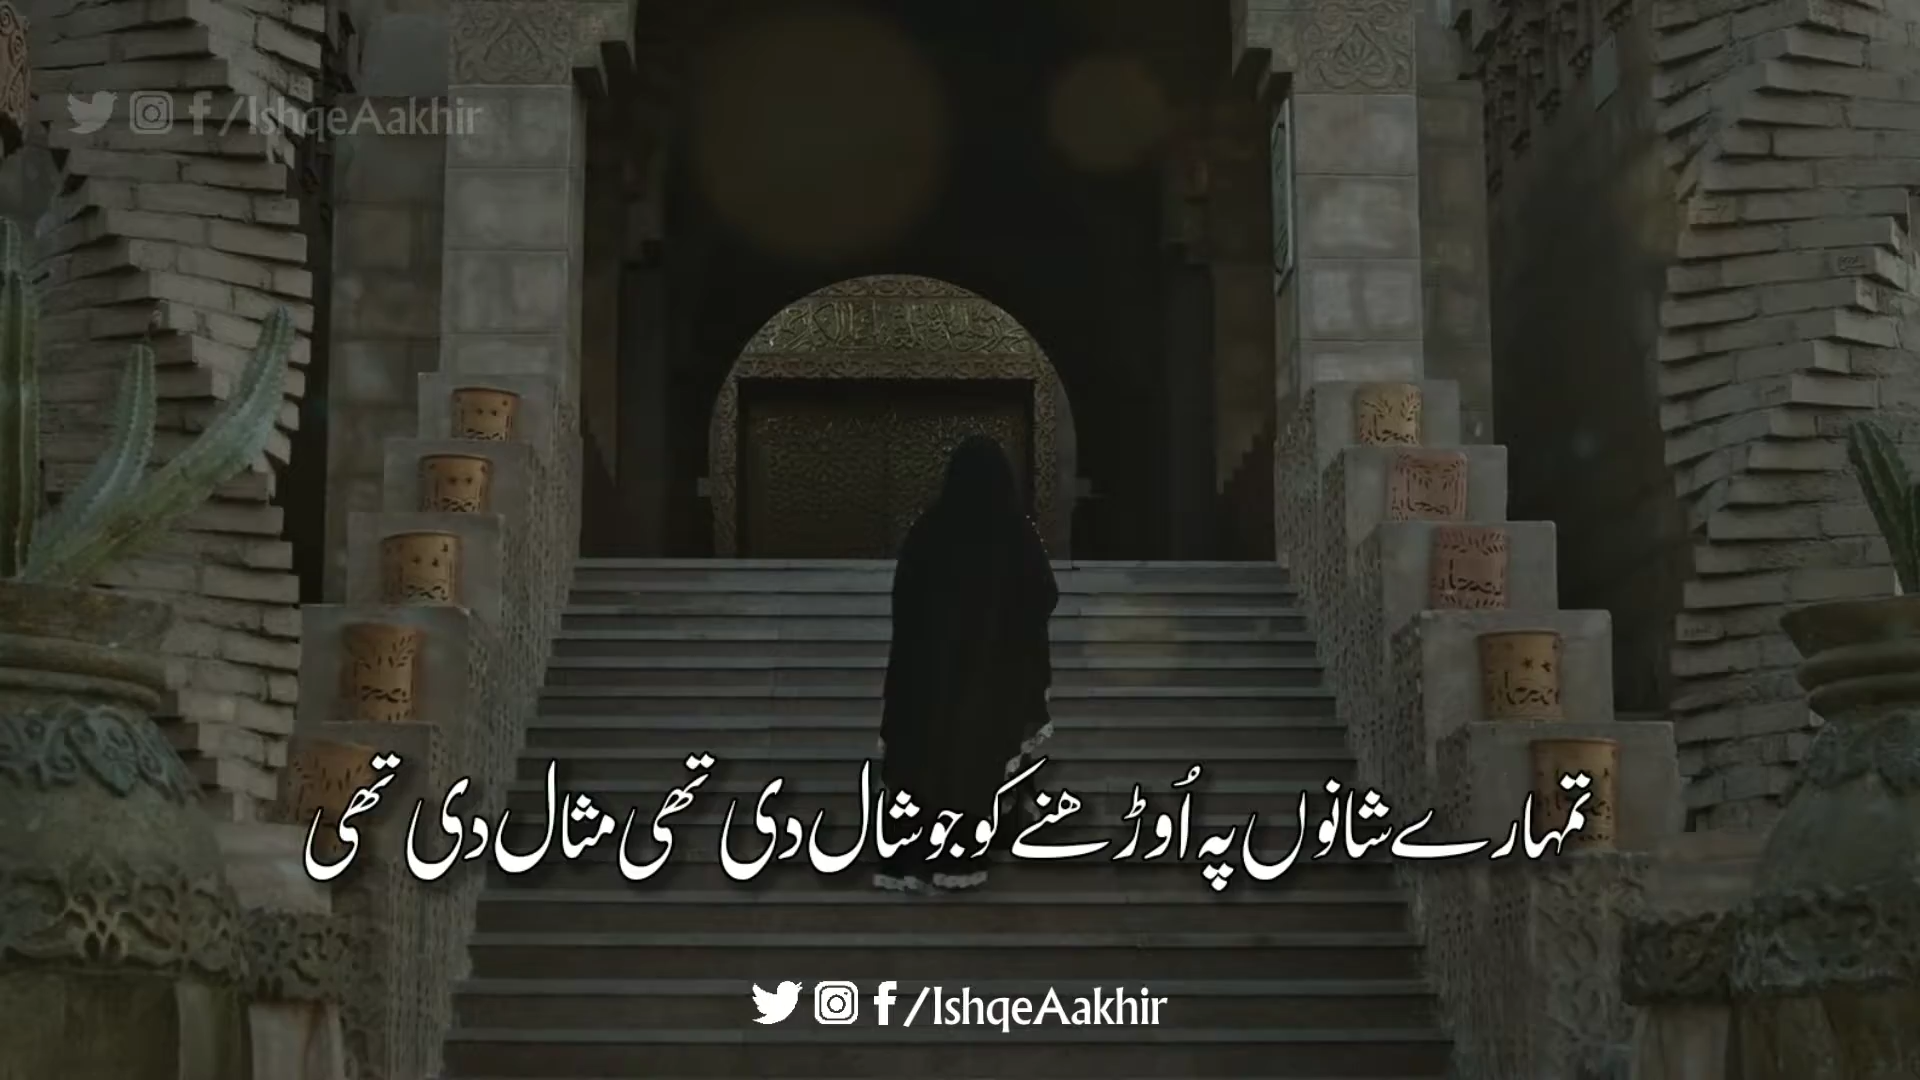 /IshqeAakhir
تمہارے شانوں پہ اُوڑھنے کو جو شال دی تھی مثال دی تھی
/IshqeAakhir